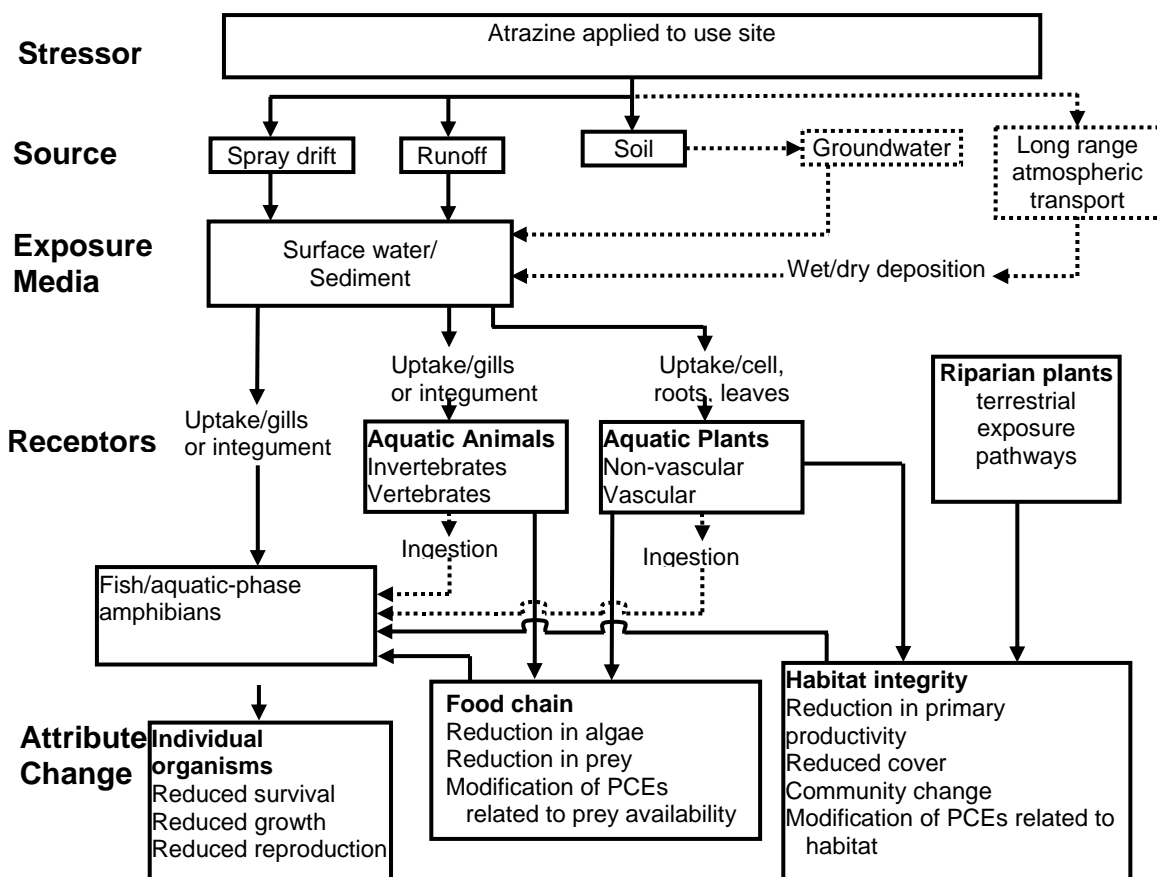 Stressor
Atrazine applied to use site
Source
Spray drift
Runoff
Soil
Groundwater
Long range
atmospheric
transport
Exposure
Media
Surface water/
Sediment
Wet/dry deposition
Uptake/gills
or integument
Uptake/gills
or integument
Uptake/cell,
roots, leaves
Receptors
Aquatic Animals
Invertebrates
Vertebrates
Aquatic Plants
Non-vascular
Vascular
Riparian plants
terrestrial
exposure
pathways
Ingestion
Ingestion
Fish/aquatic-phase
amphibians
Attribute
Change
Individual
organisms
Reduced survival
Reduced growth
Reduced reproduction
Food chain
Reduction in algae
Reduction in prey
Modification of PCEs
related to prey availability
Habitat integrity
Reduction in primary
productivity
Reduced cover
Community change
Modification of PCEs related to
habitat